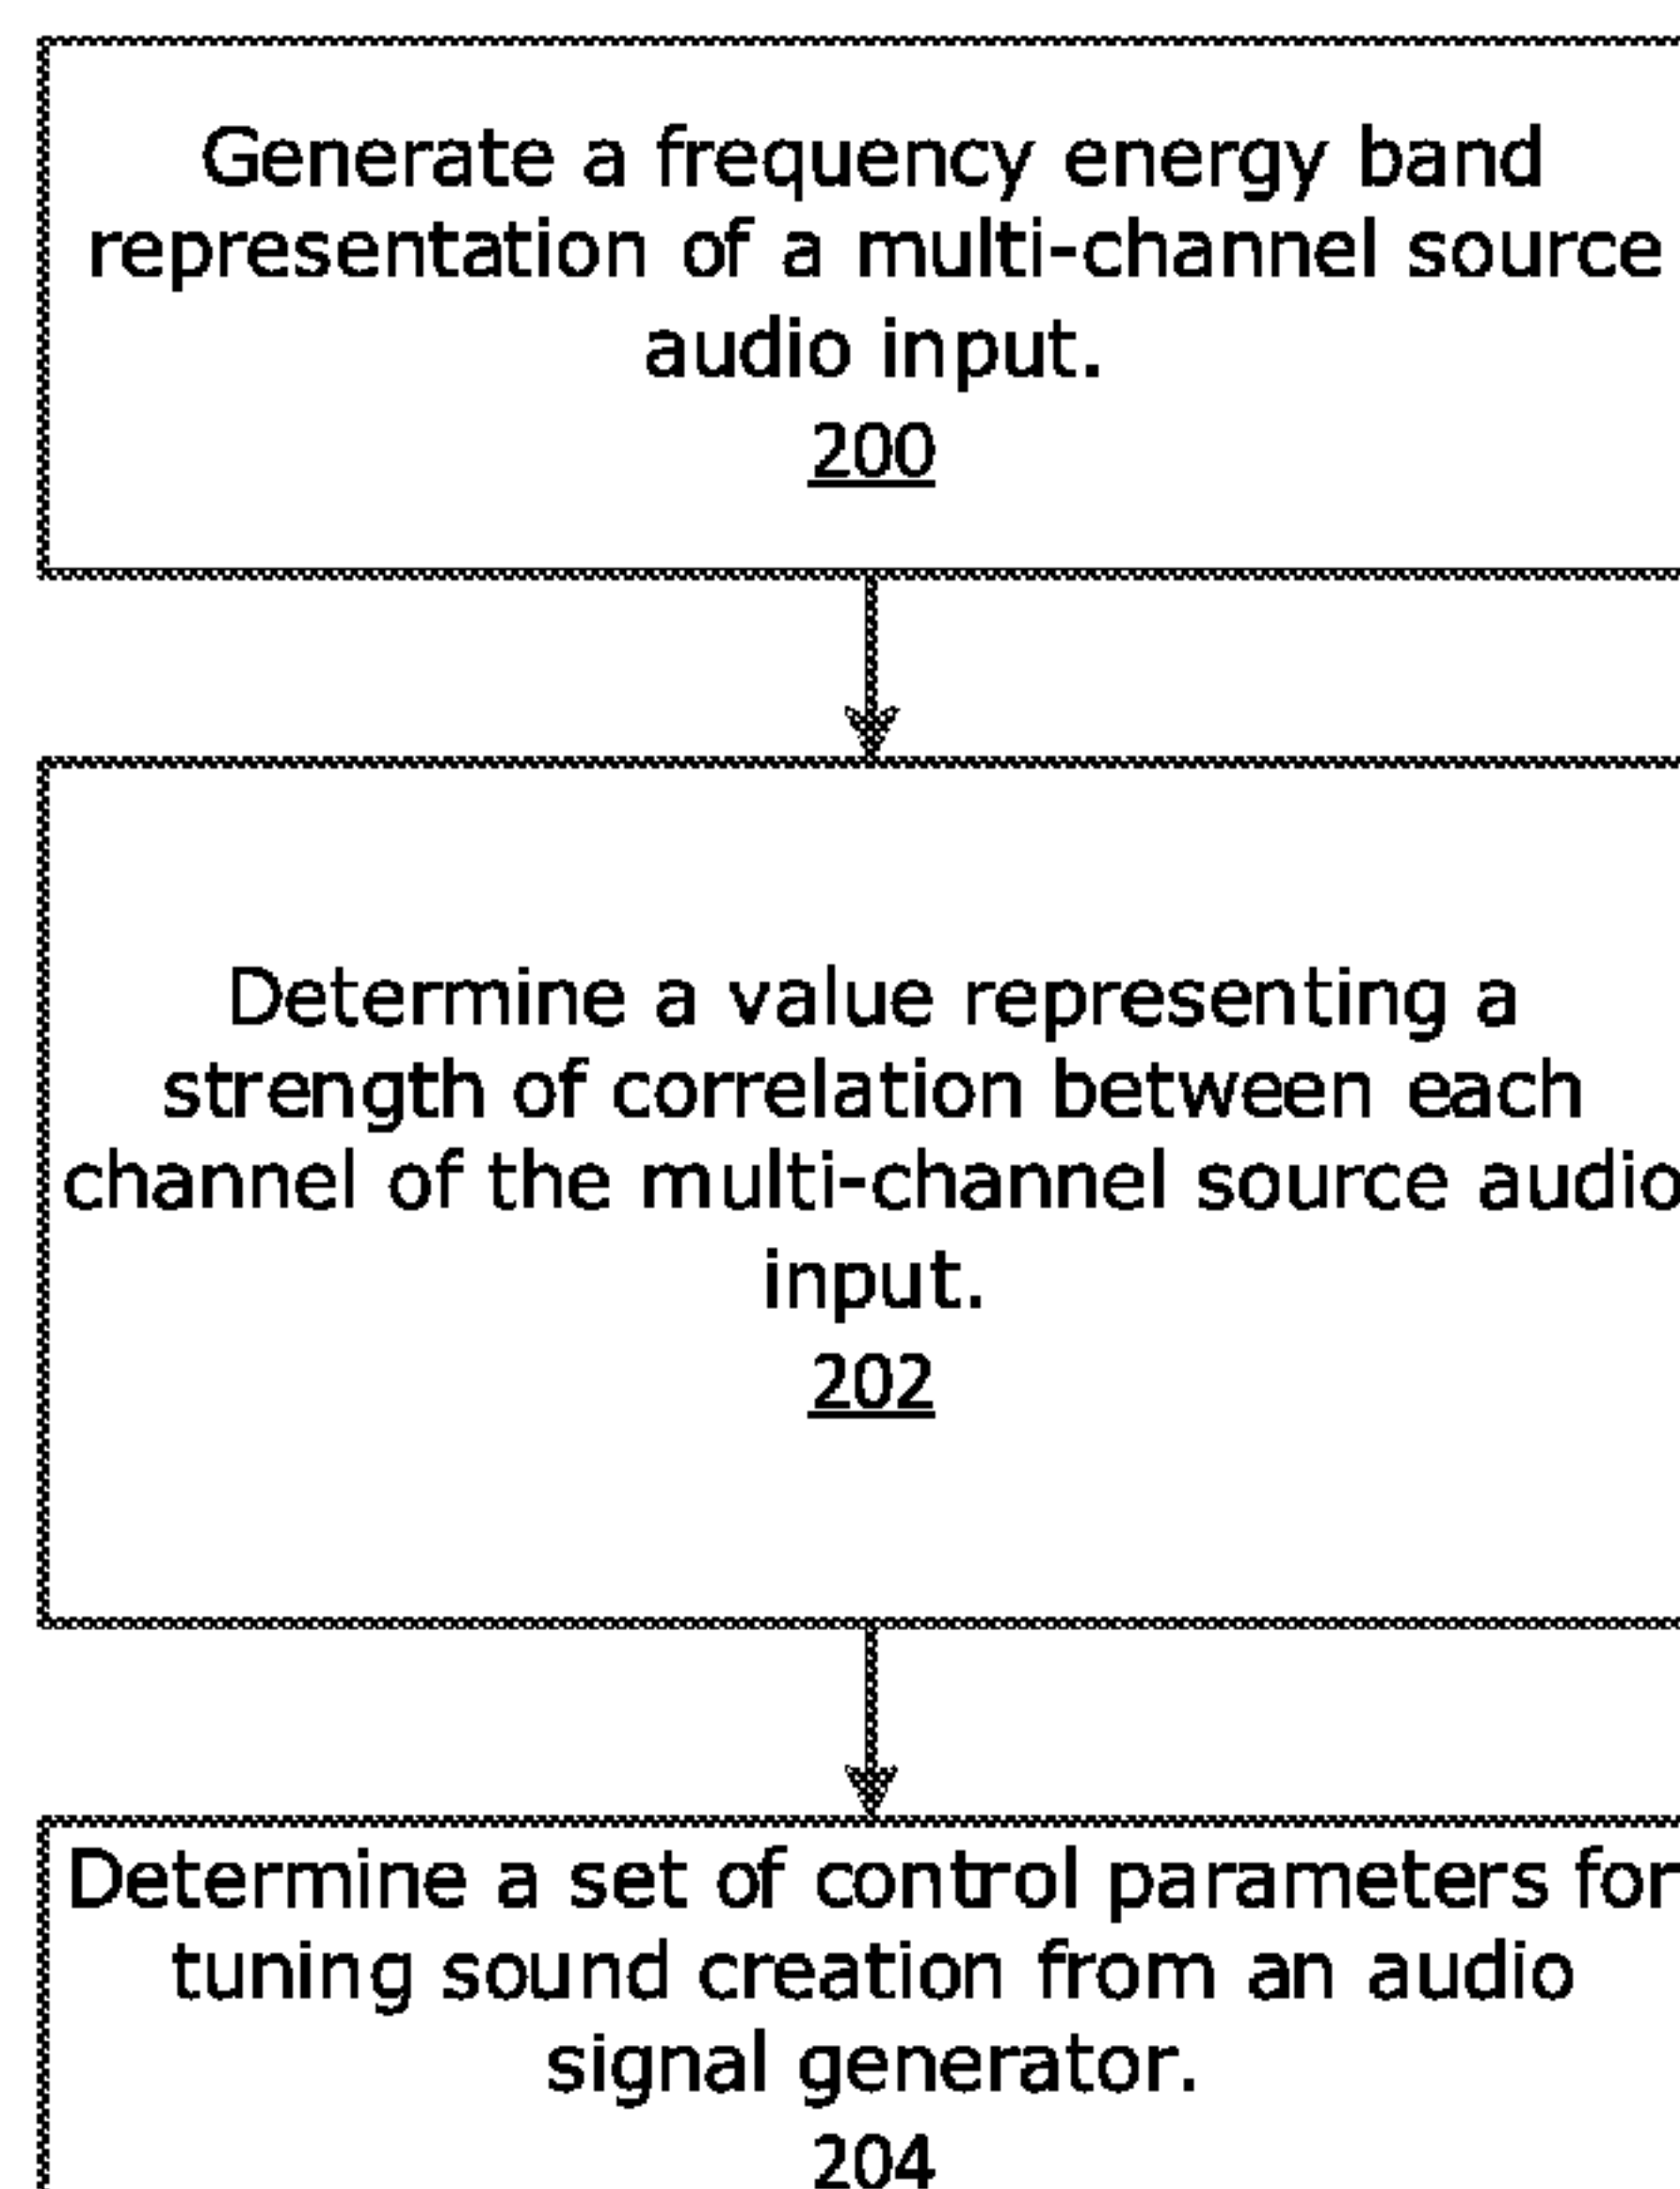 Generate a frequency energy band
representation of a multi-channel source
audio input.
200
Determine a value representing a
strength of correlation between each
channel of the multi-channel source audio
input.
202
Determine a set of control parameters for
tuning sound creation from an audio
signal generator.
204